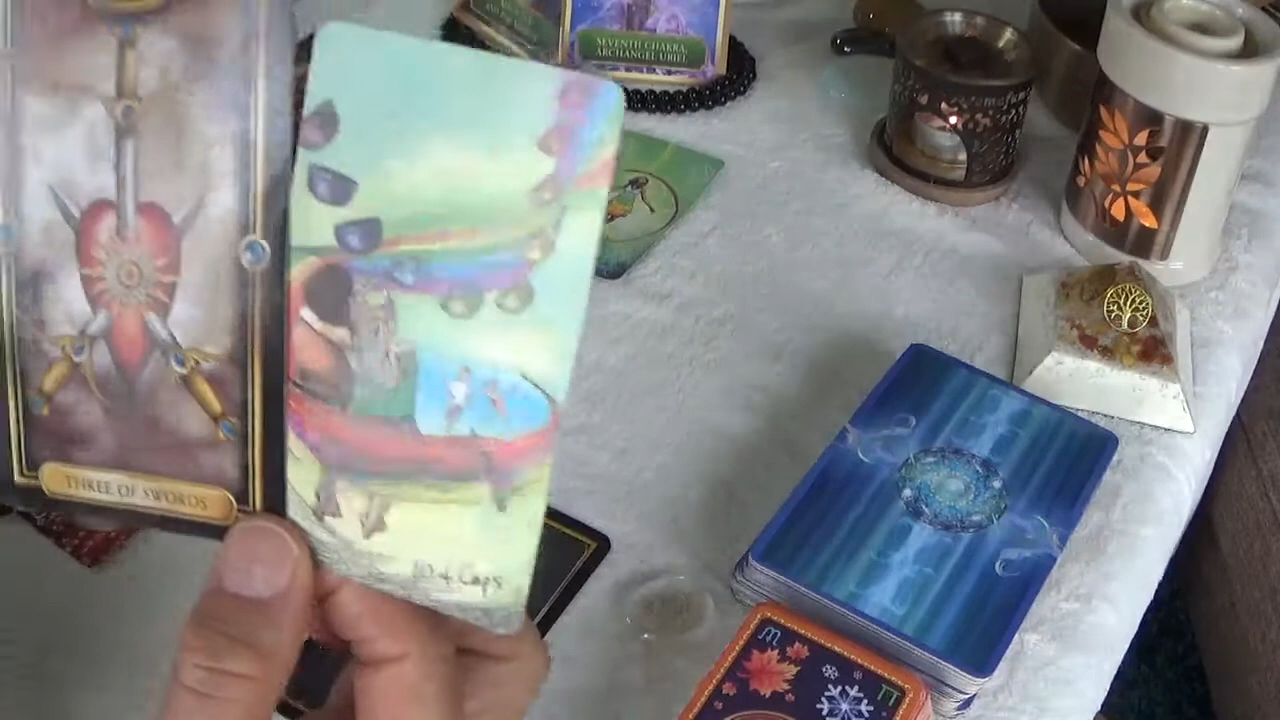 SEVENTH CHAKRA,
ARCHANGEL URIEL
THREE OF SWORDS
10 of Cups